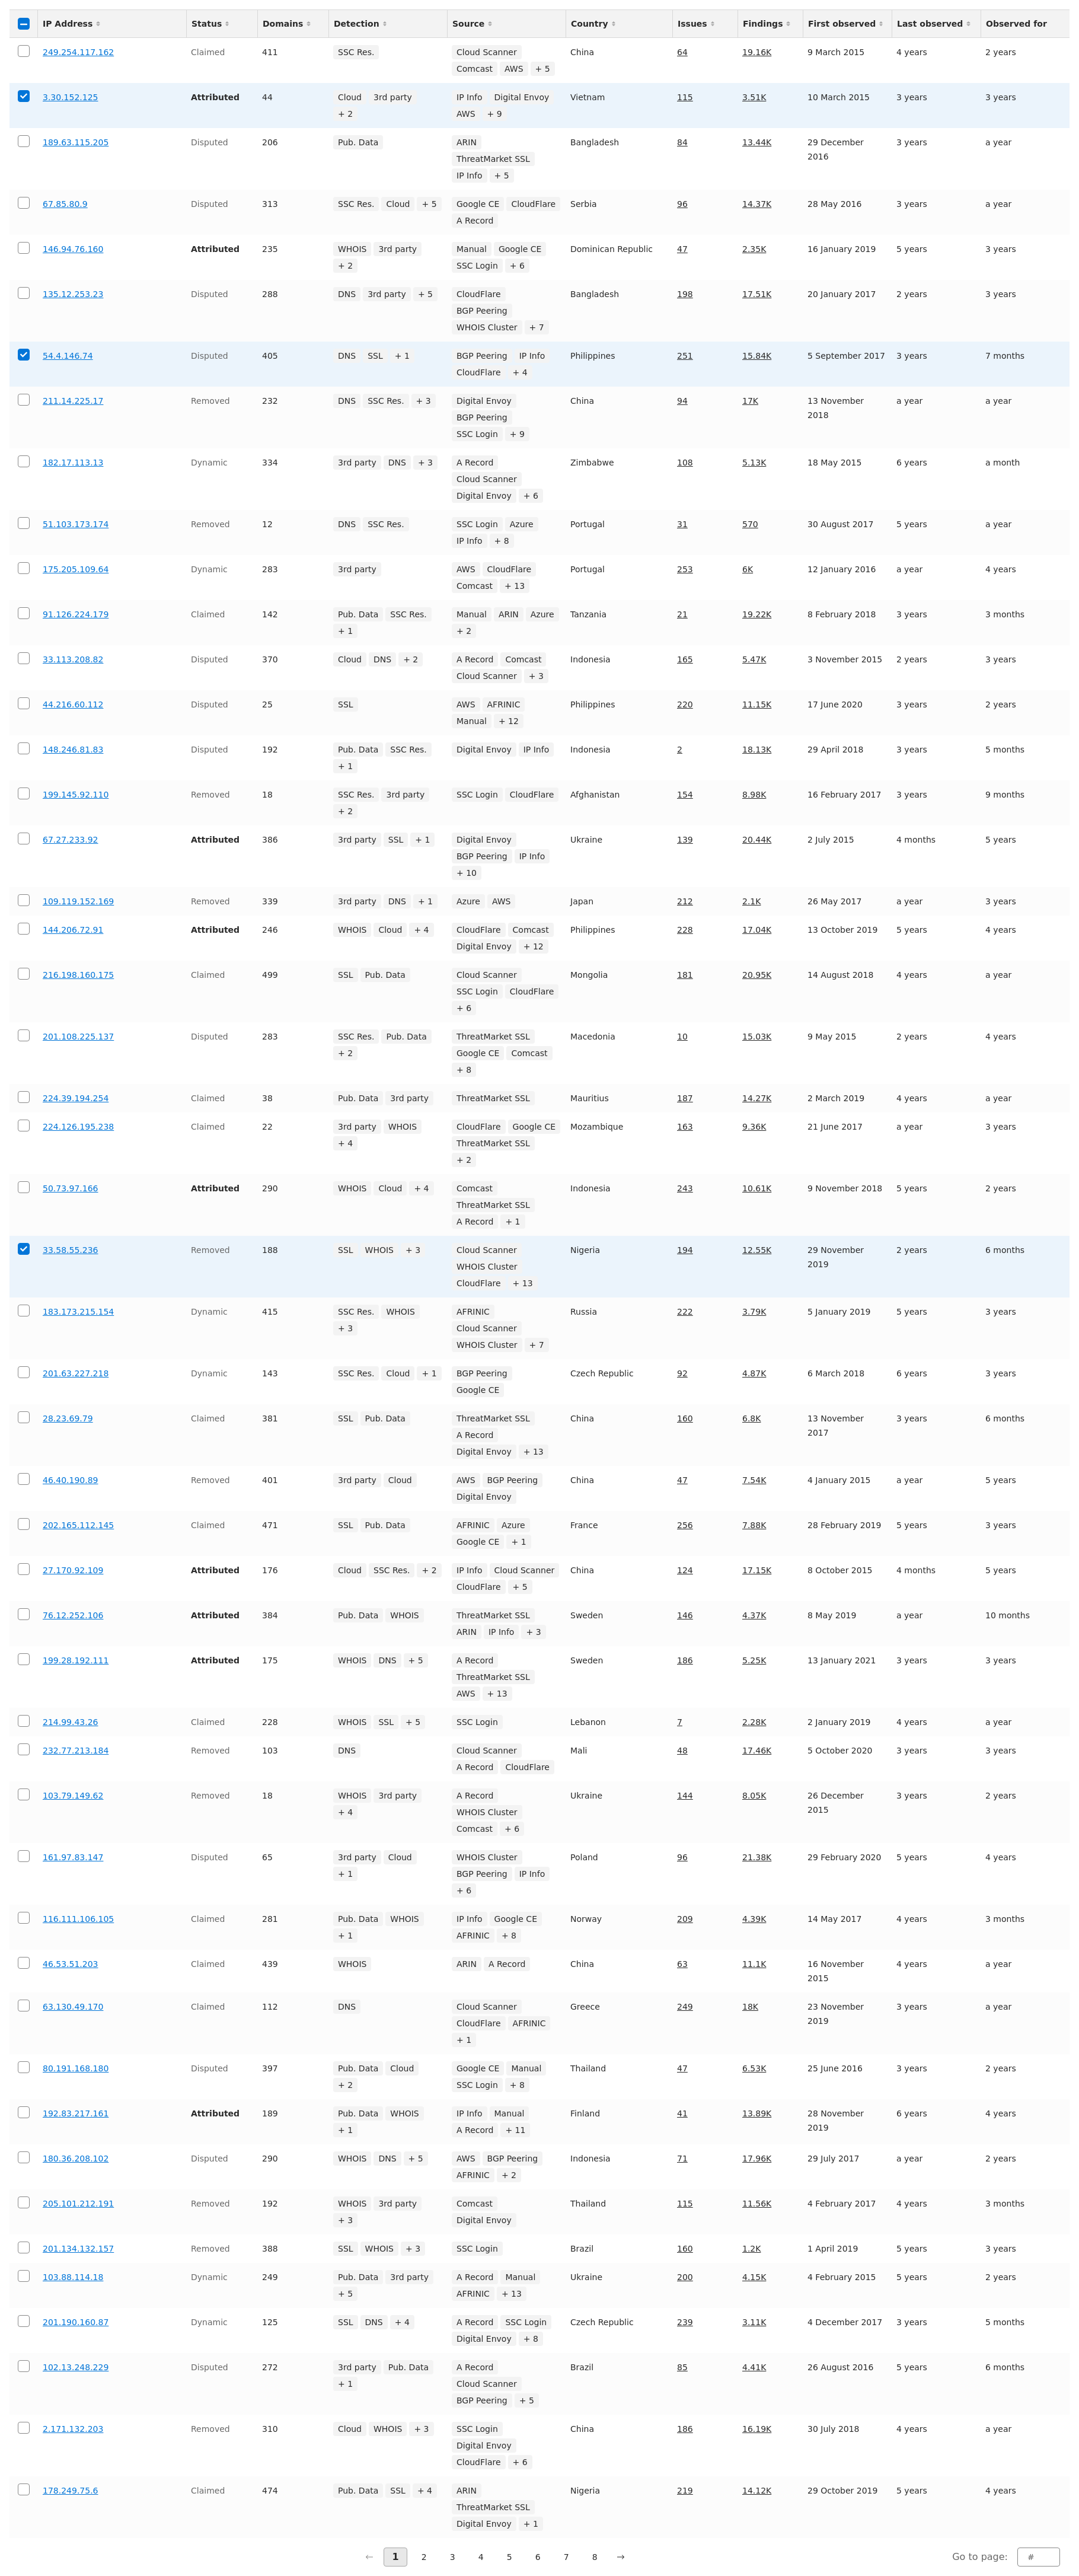 IP Address Status Domains Detection Source Country Issues Findings First observed Last observed Observed for
249.254.117.162 Claimed 411 SSC Res. Cloud Scanner China 64 19.16K 9 March 2015 4 years 2 years
Comcast AWS + 5
3.30.152.125 Attributed 44 Cloud 3rd party IP Info Digital Envoy Vietnam 115 3.51K 10 March 2015 3 years 3 years
+ 2 AWS + 9
189.63.115.205 Disputed 206 Pub. Data ARIN Bangladesh 84 13.44K 29 December 3 years a year
ThreatMarket SSL 2016
IP Info + 5
67.85.80.9 Disputed 313 SSC Res. Cloud + 5 Google CE CloudFlare Serbia 96 14.37K 28 May 2016 3 years a year
A Record
146.94.76.160 Attributed 235 WHOIS 3rd party Manual Google CE Dominican Republic 47 2.35K 16 January 2019 5 years 3 years
+ 2 SSC Login + 6
135.12.253.23 Disputed 288 DNS 3rd party + 5 CloudFlare Bangladesh 198 17.51K 20 January 2017 2 years 3 years
BGP Peering
WHOIS Cluster + 7
54.4.146.74 Disputed 405 DNS SSL + 1 BGP Peering IP Info Philippines 251 15.84K 5 September 2017 3 years 7 months
CloudFlare + 4
211.14.225.17 Removed 232 DNS SSC Res. + 3 Digital Envoy China 94 17K 13 November a year a year
BGP Peering 2018
SSC Login + 9
182.17.113.13 Dynamic 334 3rd party DNS + 3 A Record Zimbabwe 108 5.13K 18 May 2015 6 years a month
Cloud Scanner
Digital Envoy + 6
51.103.173.174 Removed 12 DNS SSC Res. SSC Login Azure Portugal 31 570 30 August 2017 5 years a year
IP Info + 8
175.205.109.64 Dynamic 283 3rd party AWS CloudFlare Portugal 253 6K 12 January 2016 a year 4 years
Comcast + 13
91.126.224.179 Claimed 142 Pub. Data SSC Res. Manual ARIN Azure Tanzania 21 19.22K 8 February 2018 3 years 3 months
+ 1 + 2
33.113.208.82 Disputed 370 Cloud DNS + 2 A Record Comcast Indonesia 165 5.47K 3 November 2015 2 years 3 years
Cloud Scanner + 3
44.216.60.112 Disputed 25 SSL AWS AFRINIC Philippines 220 11.15K 17 June 2020 3 years 2 years
Manual + 12
148.246.81.83 Disputed 192 Pub. Data SSC Res. Digital Envoy IP Info Indonesia 2 18.13K 29 April 2018 3 years 5 months
+ 1
199.145.92.110 Removed 18 SSC Res. 3rd party SSC Login CloudFlare Afghanistan 154 8.98K 16 February 2017 3 years 9 months
+ 2
67.27.233.92 Attributed 386 3rd party SSL + 1 Digital Envoy Ukraine 139 20.44K 2 July 2015 4 months 5 years
BGP Peering IP Info
+ 10
109.119.152.169 Removed 339 3rd party DNS + 1 Azure AWS Japan 212 2.1K 26 May 2017 a year 3 years
144.206.72.91 Attributed 246 WHOIS Cloud + 4 CloudFlare Comcast Philippines 228 17.04K 13 October 2019 5 years 4 years
Digital Envoy + 12
216.198.160.175 Claimed 499 SSL Pub. Data Cloud Scanner Mongolia 181 20.95K 14 August 2018 4 years a year
SSC Login CloudFlare
+ 6
201.108.225.137 Disputed 283 SSC Res. Pub. Data ThreatMarket SSL Macedonia 10 15.03K 9 May 2015 2 years 4 years
+ 2 Google CE Comcast
+ 8
224.39.194.254 Claimed 38 Pub. Data 3rd party ThreatMarket SSL Mauritius 187 14.27K 2 March 2019 4 years a year
224.126.195.238 Claimed 22 3rd party WHOIS CloudFlare Google CE Mozambique 163 9.36K 21 June 2017 a year 3 years
+ 4 ThreatMarket SSL
+ 2
50.73.97.166 Attributed 290 WHOIS Cloud + 4 Comcast Indonesia 243 10.61K 9 November 2018 5 years 2 years
ThreatMarket SSL
A Record + 1
33.58.55.236 Removed 188 SSL WHOIS + 3 Cloud Scanner Nigeria 194 12.55K 29 November 2 years 6 months
WHOIS Cluster 2019
CloudFlare + 13
183.173.215.154 Dynamic 415 SSC Res. WHOIS AFRINIC Russia 222 3.79K 5 January 2019 5 years 3 years
+ 3 Cloud Scanner
WHOIS Cluster + 7
201.63.227.218 Dynamic 143 SSC Res. Cloud + 1 BGP Peering Czech Republic 92 4.87K 6 March 2018 6 years 3 years
Google CE
28.23.69.79 Claimed 381 SSL Pub. Data ThreatMarket SSL China 160 6.8K 13 November 3 years 6 months
A Record 2017
Digital Envoy + 13
46.40.190.89 Removed 401 3rd party Cloud AWS BGP Peering China 47 7.54K 4 January 2015 a year 5 years
Digital Envoy
202.165.112.145 Claimed 471 SSL Pub. Data AFRINIC Azure France 256 7.88K 28 February 2019 5 years 3 years
Google CE + 1
27.170.92.109 Attributed 176 Cloud SSC Res. + 2 IP Info Cloud Scanner China 124 17.15K 8 October 2015 4 months 5 years
CloudFlare + 5
76.12.252.106 Attributed 384 Pub. Data WHOIS ThreatMarket SSL Sweden 146 4.37K 8 May 2019 a year 10 months
ARIN IP Info + 3
199.28.192.111 Attributed 175 WHOIS DNS + 5 A Record Sweden 186 5.25K 13 January 2021 3 years 3 years
ThreatMarket SSL
AWS + 13
214.99.43.26 Claimed 228 WHOIS SSL + 5 SSC Login Lebanon 7 2.28K 2 January 2019 4 years a year
232.77.213.184 Removed 103 DNS Cloud Scanner Mali 48 17.46K 5 October 2020 3 years 3 years
A Record CloudFlare
103.79.149.62 Removed 18 WHOIS 3rd party A Record Ukraine 144 8.05K 26 December 3 years 2 years
+ 4 WHOIS Cluster 2015
Comcast + 6
161.97.83.147 Disputed 65 3rd party Cloud WHOIS Cluster Poland 96 21.38K 29 February 2020 5 years 4 years
+ 1 BGP Peering IP Info
+ 6
116.111.106.105 Claimed 281 Pub. Data WHOIS IP Info Google CE Norway 209 4.39K 14 May 2017 4 years 3 months
+ 1 AFRINIC + 8
46.53.51.203 Claimed 439 WHOIS ARIN A Record China 63 11.1K 16 November 4 years a year
2015
63.130.49.170 Claimed 112 DNS Cloud Scanner Greece 249 18K 23 November 3 years a year
CloudFlare AFRINIC 2019
+ 1
80.191.168.180 Disputed 397 Pub. Data Cloud Google CE Manual Thailand 47 6.53K 25 June 2016 3 years 2 years
+ 2 SSC Login + 8
192.83.217.161 Attributed 189 Pub. Data WHOIS IP Info Manual Finland 41 13.89K 28 November 6 years 4 years
+ 1 A Record + 11 2019
180.36.208.102 Disputed 290 WHOIS DNS + 5 AWS BGP Peering Indonesia 71 17.96K 29 July 2017 a year 2 years
AFRINIC + 2
205.101.212.191 Removed 192 WHOIS 3rd party Comcast Thailand 115 11.56K 4 February 2017 4 years 3 months
+ 3 Digital Envoy
201.134.132.157 Removed 388 SSL WHOIS + 3 SSC Login Brazil 160 1.2K 1 April 2019 5 years 3 years
103.88.114.18 Dynamic 249 Pub. Data 3rd party A Record Manual Ukraine 200 4.15K 4 February 2015 5 years 2 years
+ 5 AFRINIC + 13
201.190.160.87 Dynamic 125 SSL DNS + 4 A Record SSC Login Czech Republic 239 3.11K 4 December 2017 3 years 5 months
Digital Envoy + 8
102.13.248.229 Disputed 272 3rd party Pub. Data A Record Brazil 85 4.41K 26 August 2016 5 years 6 months
+ 1 Cloud Scanner
BGP Peering + 5
2.171.132.203 Removed 310 Cloud WHOIS + 3 SSC Login China 186 16.19K 30 July 2018 4 years a year
Digital Envoy
CloudFlare + 6
178.249.75.6 Claimed 474 Pub. Data SSL + 4 ARIN Nigeria 219 14.12K 29 October 2019 5 years 4 years
ThreatMarket SSL
Digital Envoy + 1
← 1 2 3 4 5 6 7 8 → Go to page: #